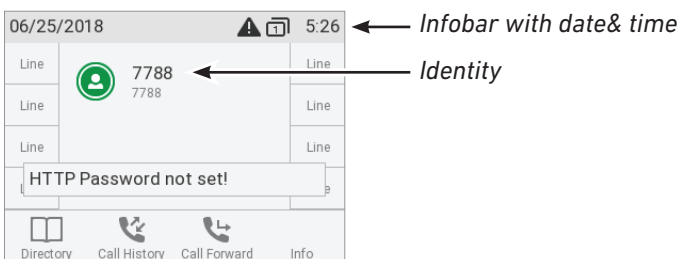 06/25/2018 1 5:26 Infobar with date& time
Line 7788 Line Identity
7788
Line Line
Line Line
HTTP Password not set!
Directory Call History Call Forward Info